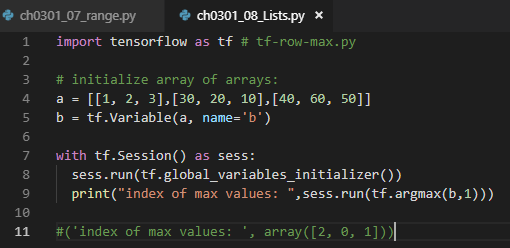 ch0301_07_range.py
ch0301_08_Lists.py ×
1 import tensorflow as tf # tf-row-max.py
2
3 # initialize array of arrays:
4 a = [[1, 2, 3],[30, 20, 10],[40, 60, 50]]
5 b = tf.Variable(a, name='b')
6
7 with tf.Session() as sess:
8   sess.run(tf.global_variables_initializer())
9   print("index of max values: ",sess.run(tf.argmax(b,1)))
10
11 #('index of max values: ', array([2, 0, 1]))